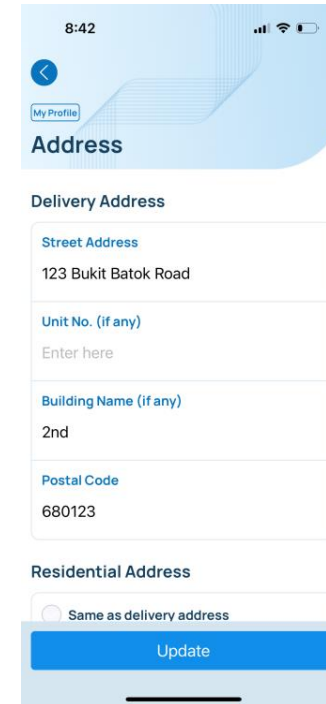 8:42
My Profile
Address
Delivery Address
Street Address
123 Bukit Batok Road
Unit No. (if any)
Enter here
Building Name (if any)
2nd
Postal Code
680123
Residential Address
Same as delivery address
Update